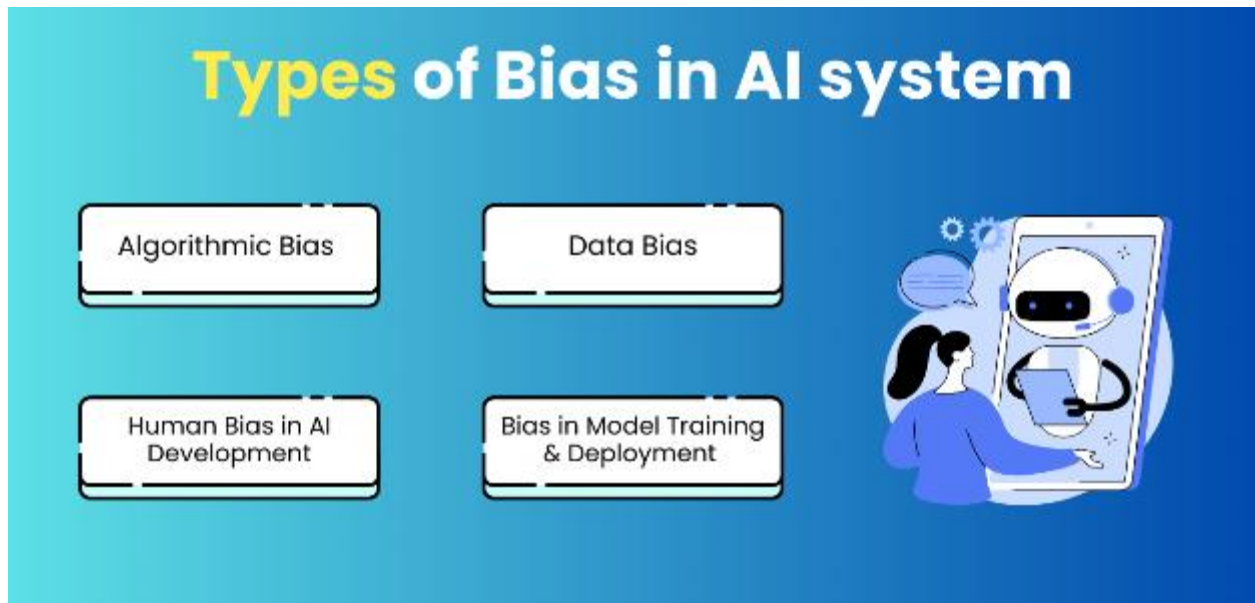 Types of Bias in AI system
Algorithmic Bias
Data Bias
Human Bias in AI
Development
Bias in Model Training
& Deployment